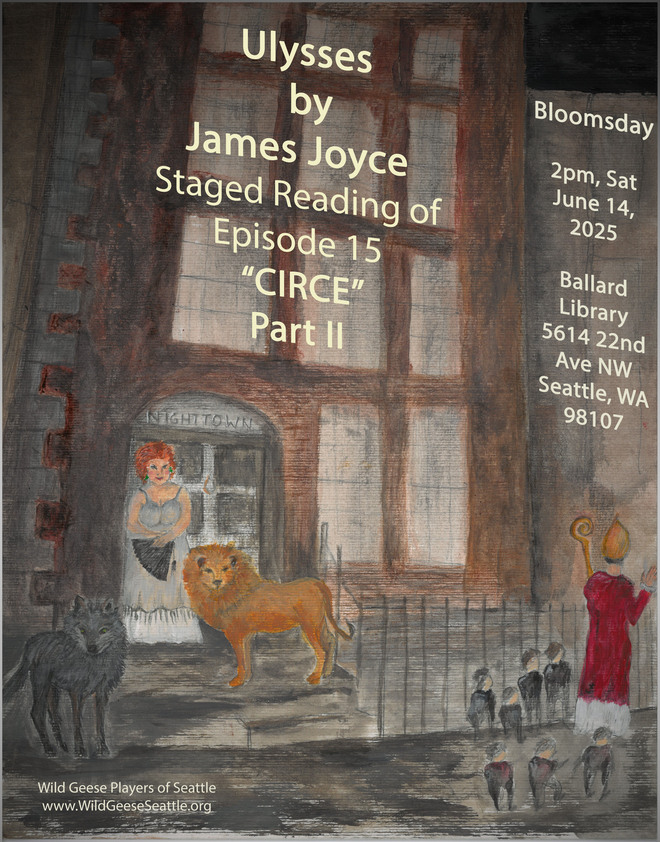 Ulysses
by
James Joyce
Staged Reading of
Episode 15
“CIRCE”
Part II
Bloomsday
2pm, Sat
June 14,
2025
Ballard
Library
5614 22nd
Ave NW
Seattle, WA
98107
NIGHTTOWN
Wild Geese Players of Seattle
www.WildGeeseSeattle.org